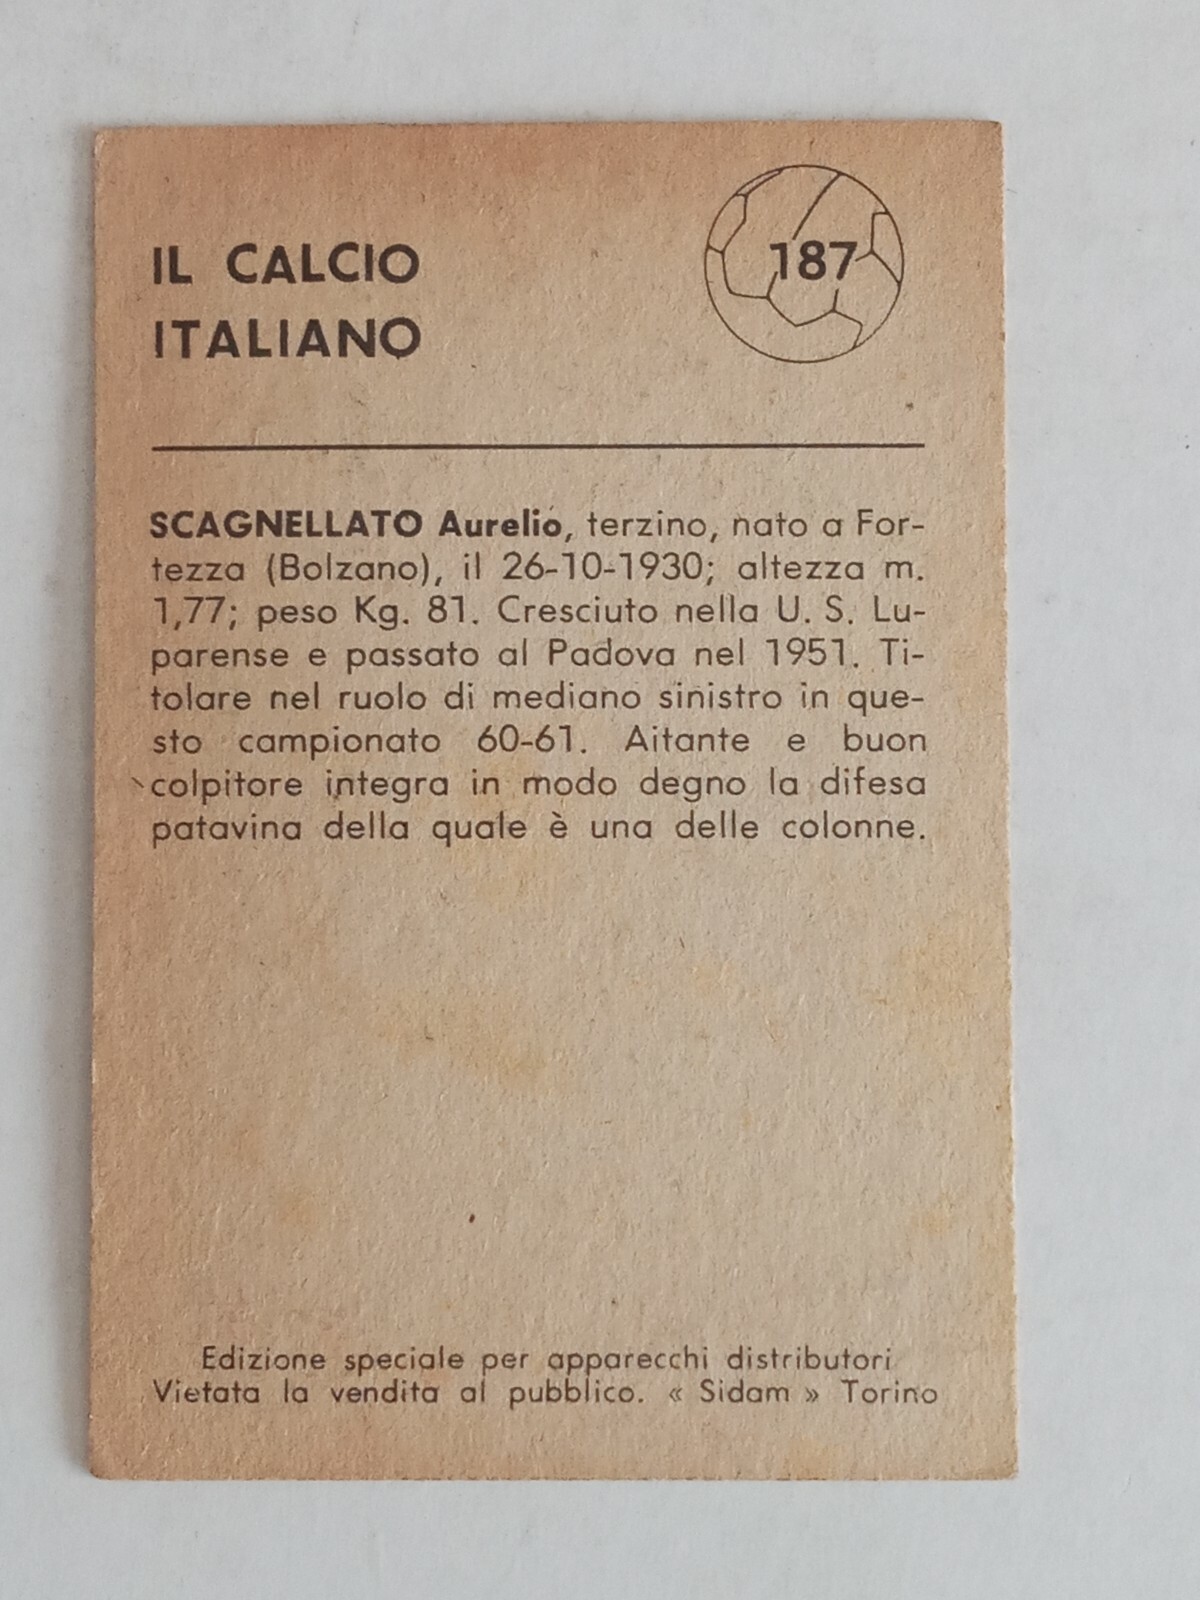 IL CALCIO
ITALIANO
187
SCAGNELLATO Aurelio, terzino, nato a For-
tezza (Bolzano), il 26-10-1930; altezza m.
1,77; peso Kg. 81. Cresciuto nella U. S. Lu-
parense e passato al Padova nel 1951. Ti-
tolare nel ruolo di mediano sinistro in que-
sto campionato 60-61. Aitante e buon
colpitore integra in modo degno la difesa
patavina della quale è una delle colonne.
Edizione speciale per apparecchi distributori
Vietata la vendita al pubblico. « Sidam » Torino